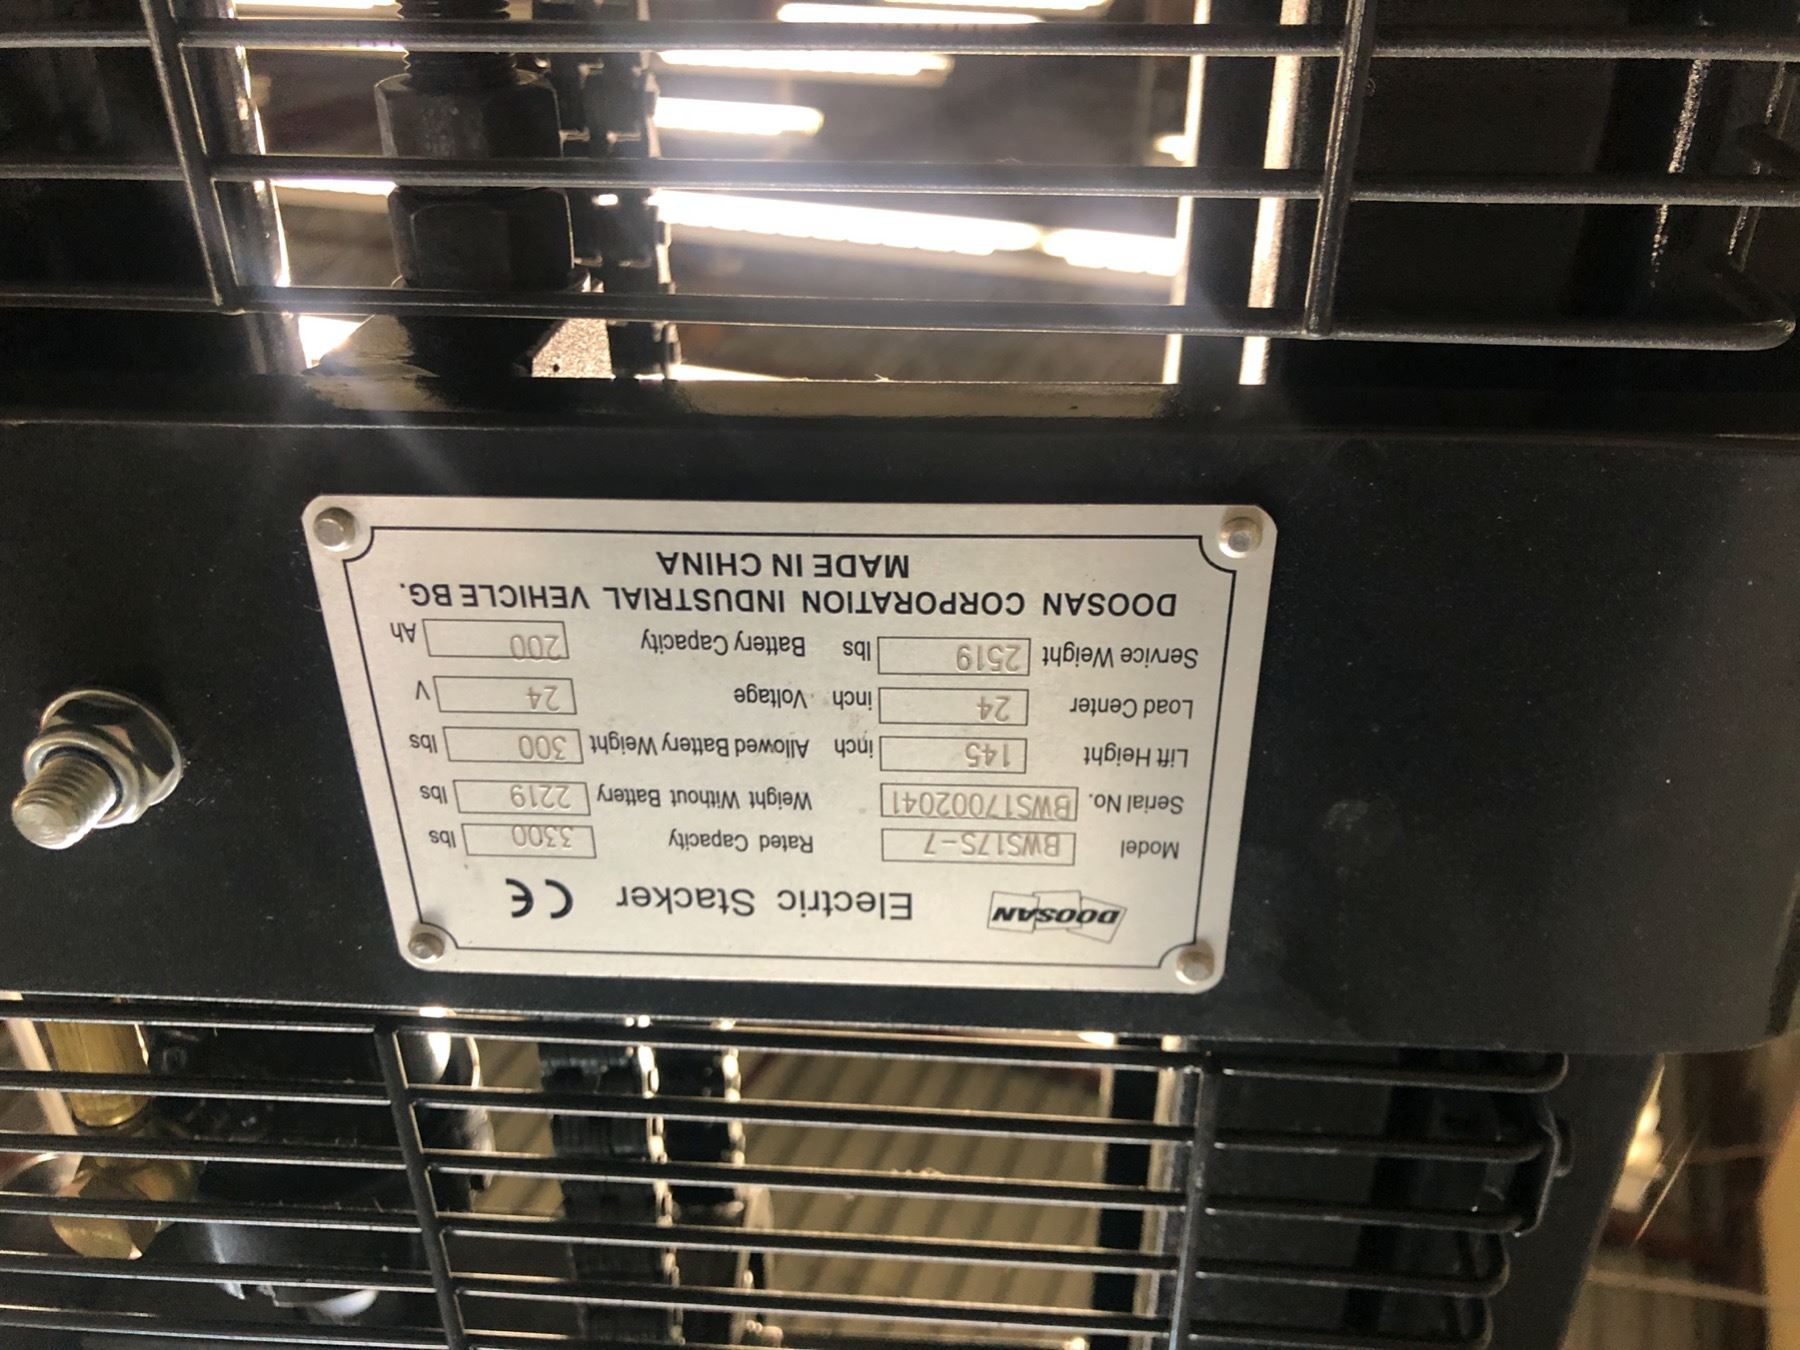 DOOSAN Electric Stacker CE
Model BWS17S-7 Rated Capacity 3300 lbs
Serial No. BWS17002041 Weight Without Battery 2219 lbs
Lift Height 145 inch Allowed Battery Weight 300 lbs
Load Center 24 inch Voltage 24 V
Service Weight 2519 lbs Battery Capacity 200 Ah
DOOSAN CORPORATION INDUSTRIAL VEHICLE BG.
MADE IN CHINA